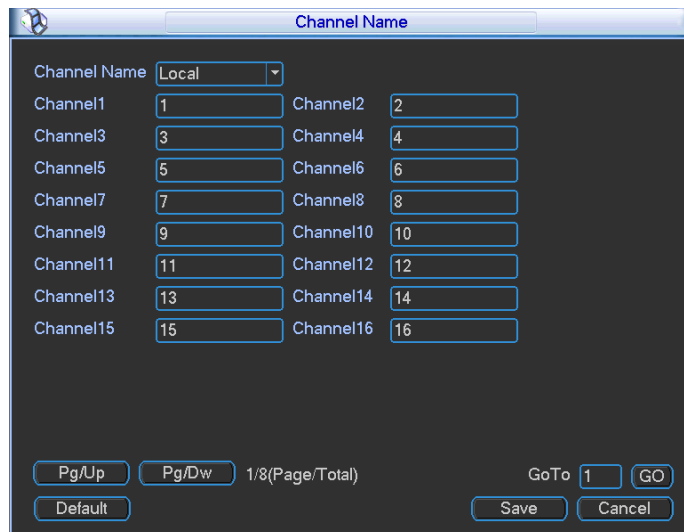 Channel Name
Channel Name Local
Channel1 1 Channel2 2
Channel3 3 Channel4 4
Channel5 5 Channel6 6
Channel7 7 Channel8 8
Channel9 9 Channel10 10
Channel11 11 Channel12 12
Channel13 13 Channel14 14
Channel15 15 Channel16 16
Pg/Up Pg/Dw 1/8(Page/Total) GoTo 1 GO
Default Save Cancel